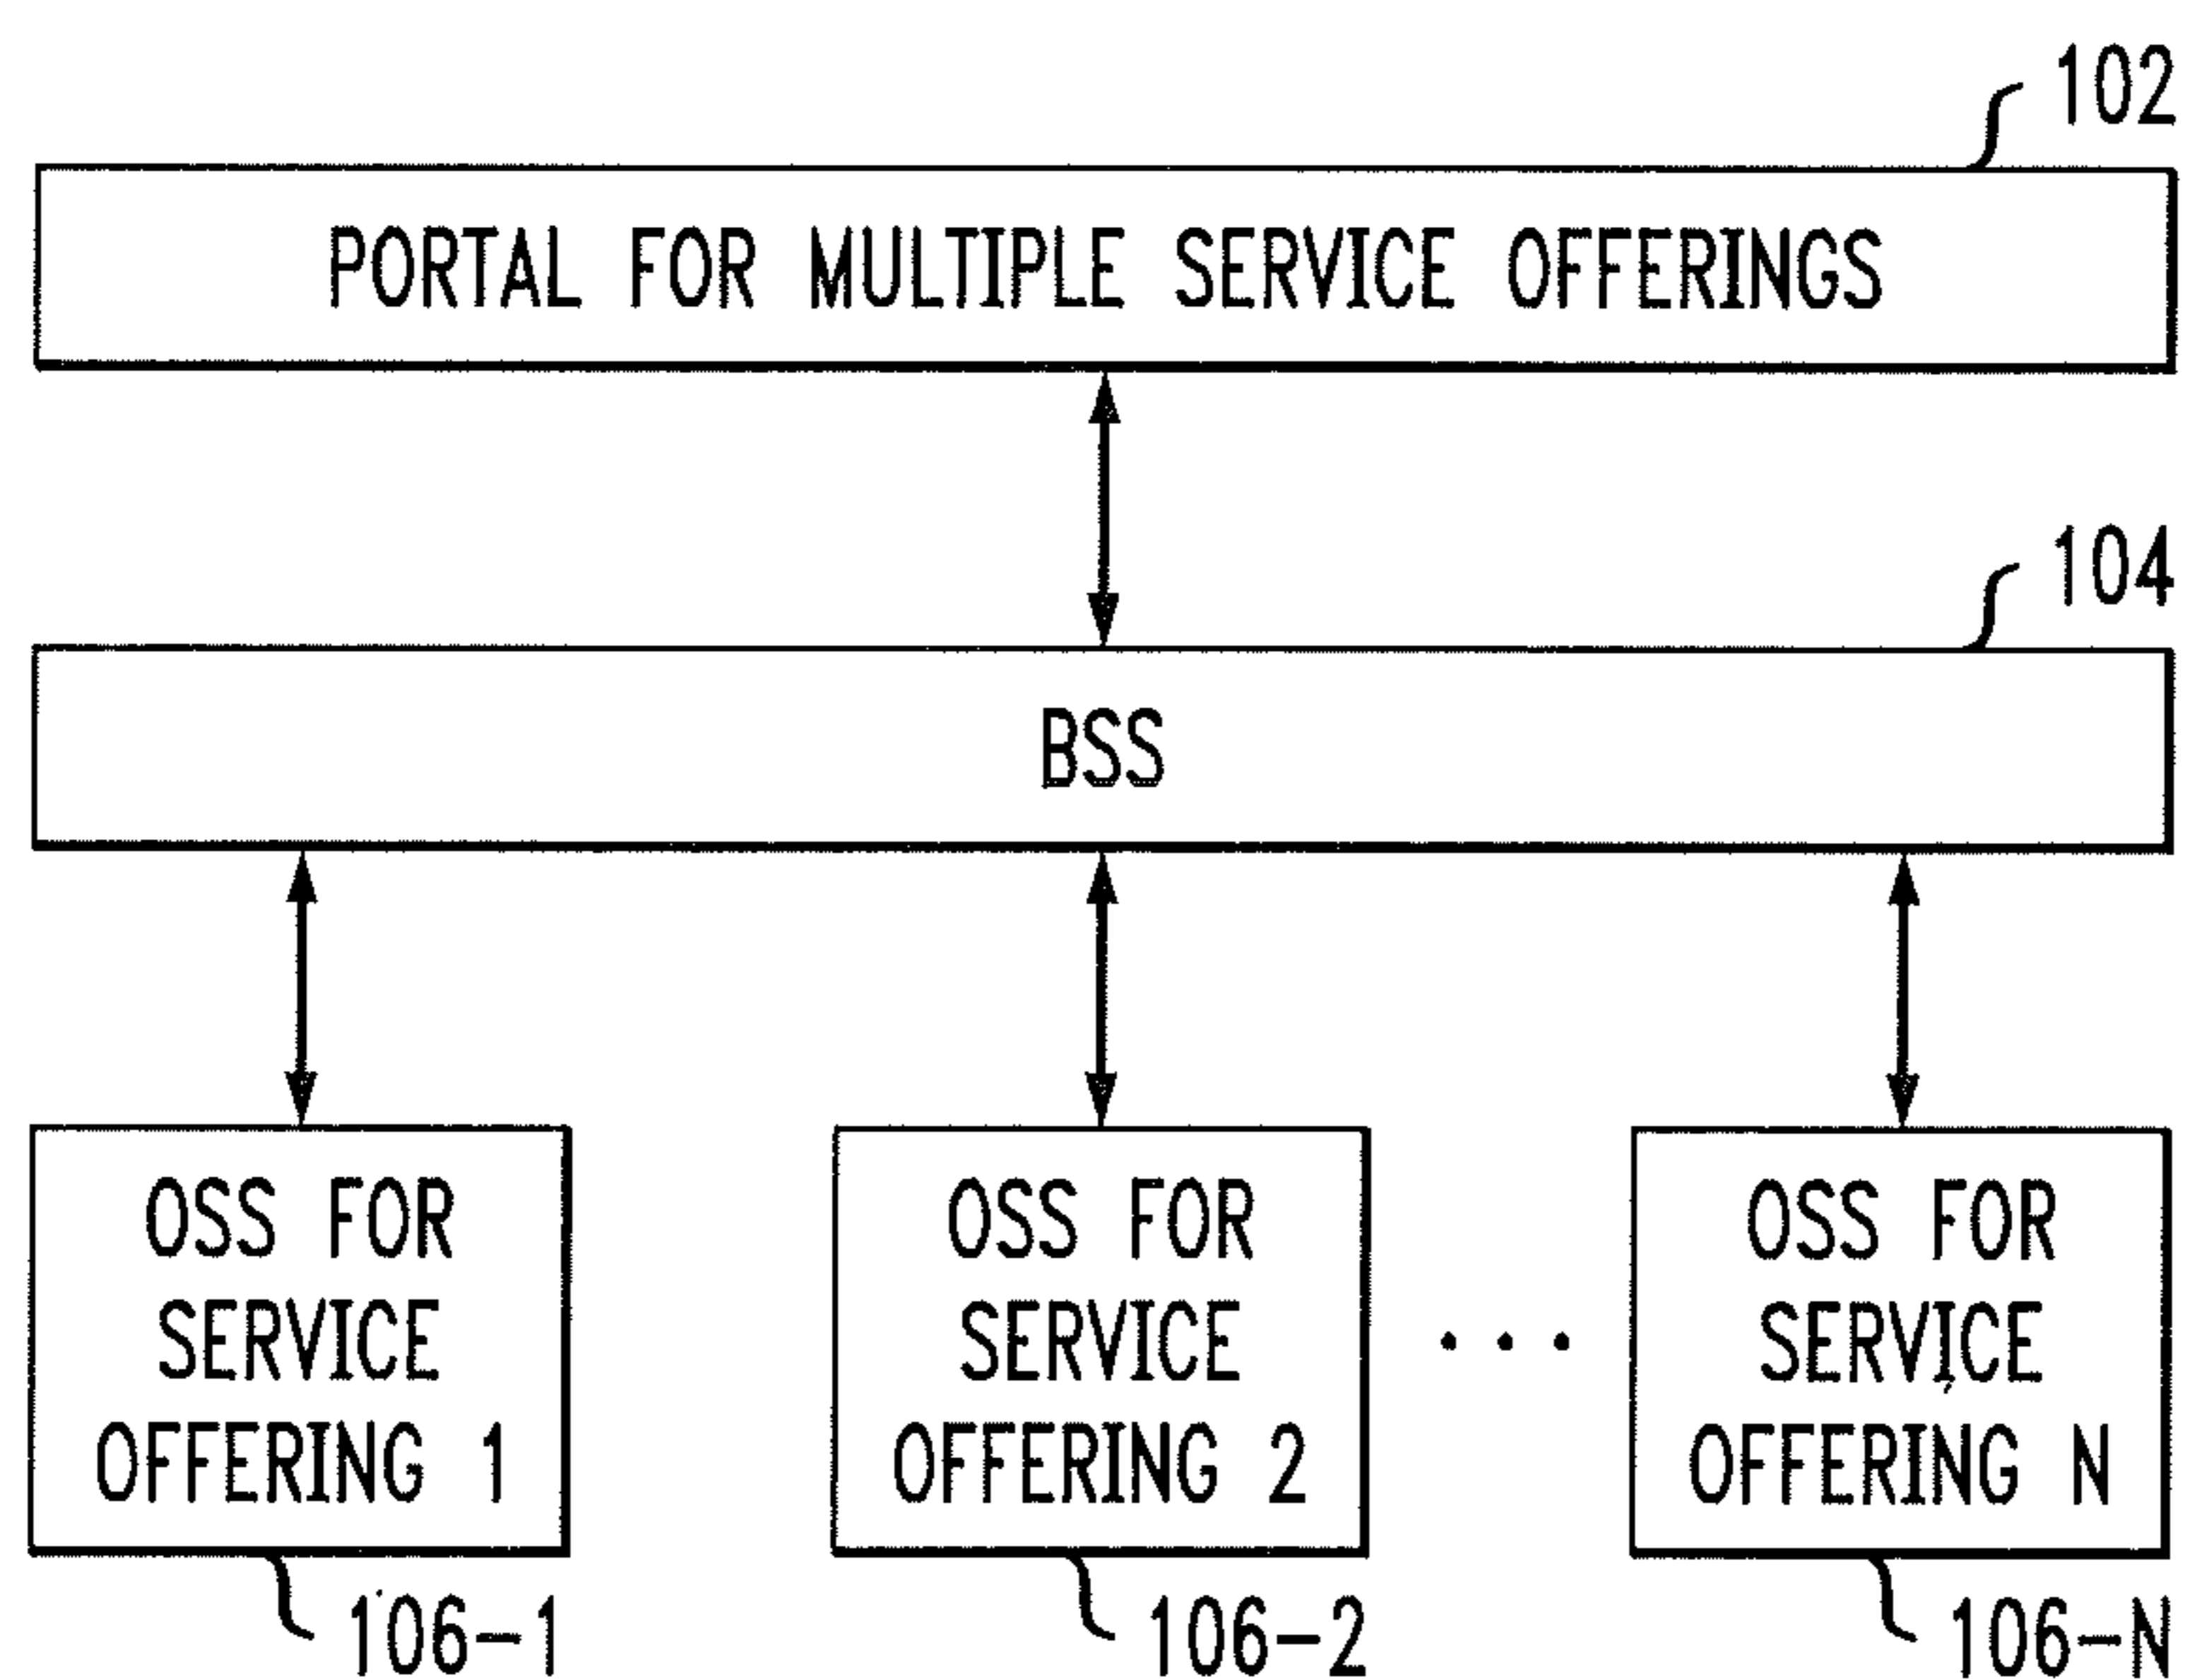 102
PORTAL FOR MULTIPLE SERVICE OFFERINGS
104
BSS
OSS FOR
SERVICE
OFFERING 1
OSS FOR
SERVICE
OFFERING 2
...
OSS FOR
SERVICE
OFFERING N
106-1
106-2
106-N